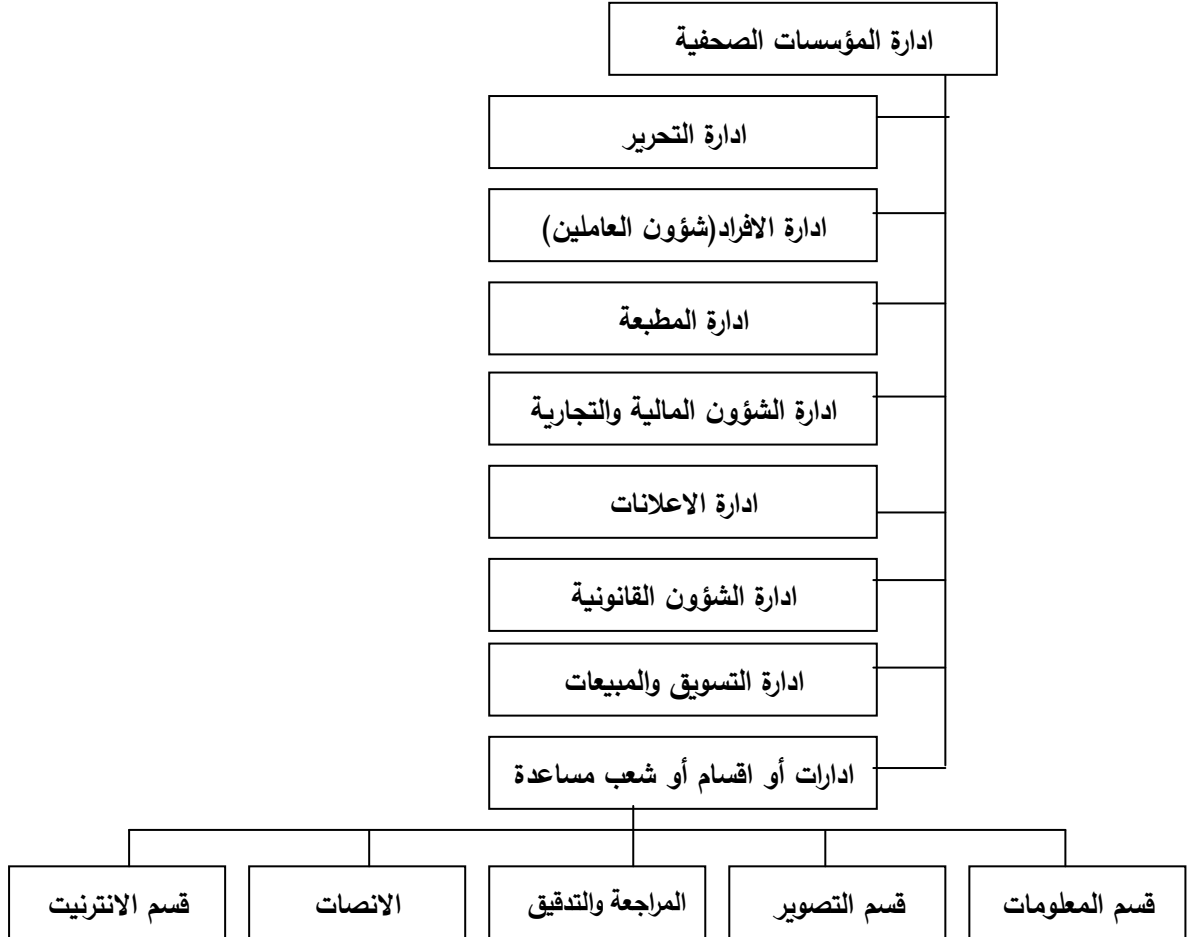 ادارة المؤسسات الصحفية
ادارة التحرير
ادارة الافراد(شؤون العاملين)
ادارة المطبعة
ادارة الشؤون المالية والتجارية
ادارة الاعلانات
ادارة الشؤون القانونية
ادارة التسويق والمبيعات
ادارات أو اقسام أو شعب مساعدة
قسم المعلومات
قسم التصوير
المراجعة والتدقيق
الانصات
قسم الانترنيت